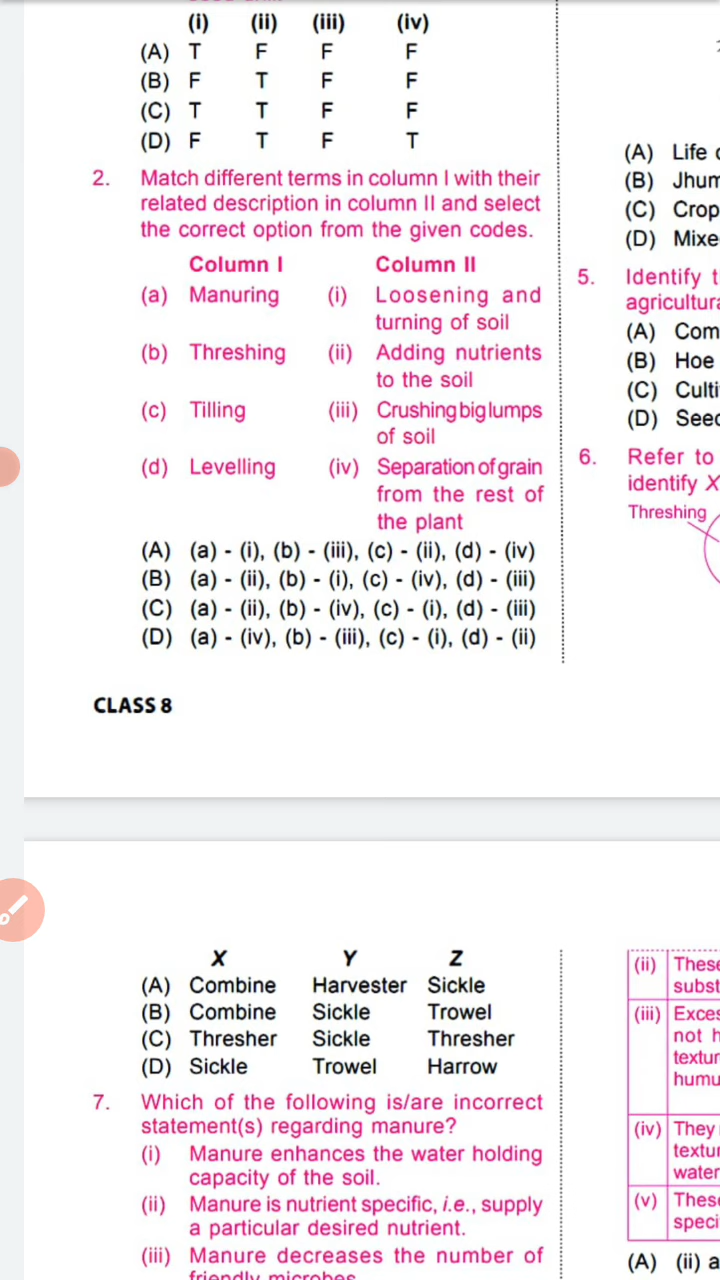 (i) (ii) (iii) (iv)
(A) T F F F
(B) F T F F
(C) T T F F
(D) F T F T
2. Match different terms in column I with their
related description in column II and select
the correct option from the given codes.
Column I Column II
(a) Manuring (i) Loosening and
turning of soil
(b) Threshing (ii) Adding nutrients
to the soil
(c) Tilling (iii) Crushing big lumps
of soil
(d) Levelling (iv) Separation of grain
from the rest of
the plant
(A) (a) - (i), (b) - (iii), (c) - (ii), (d) - (iv)
(B) (a) - (ii), (b) - (i), (c) - (iv), (d) - (iii)
(C) (a) - (ii), (b) - (iv), (c) - (i), (d) - (iii)
(D) (a) - (iv), (b) - (iii), (c) - (i), (d) - (ii)
CLASS 8
(A) Life
(B) Jhum
(C) Crop
(D) Mixe
5. Identify t
agricultura
(A) Com
(B) Hoe
(C) Culti
(D) Seed
6. Refer to
identify X
Threshing
X Y Z
(A) Combine Harvester Sickle
(B) Combine Sickle Trowel
(C) Thresher Sickle Thresher
(D) Sickle Trowel Harrow
7. Which of the following is/are incorrect
statement(s) regarding manure?
(i) Manure enhances the water holding
capacity of the soil.
(ii) Manure is nutrient specific, i.e., supply
a particular desired nutrient.
(iii) Manure decreases the number of
friendly microbes
(ii) These
subst
(iii) Exces
not h
textur
humu
(iv) They
textur
water
(v) These
speci
(A) (ii) a